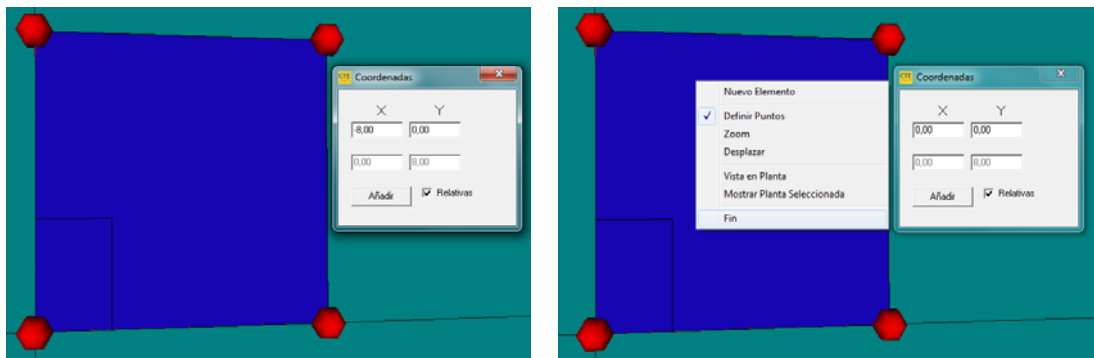 CTE Coordenadas
X Y
-8,00 0,00
0,00 8,00
Añadir Relativas
Nuevo Elemento
Definir Puntos
Zoom
Desplazar
Vista en Planta
Mostrar Planta Seleccionada
Fin
CTE Coordenadas
X Y
0,00 0,00
0,00 8,00
Añadir Relativas